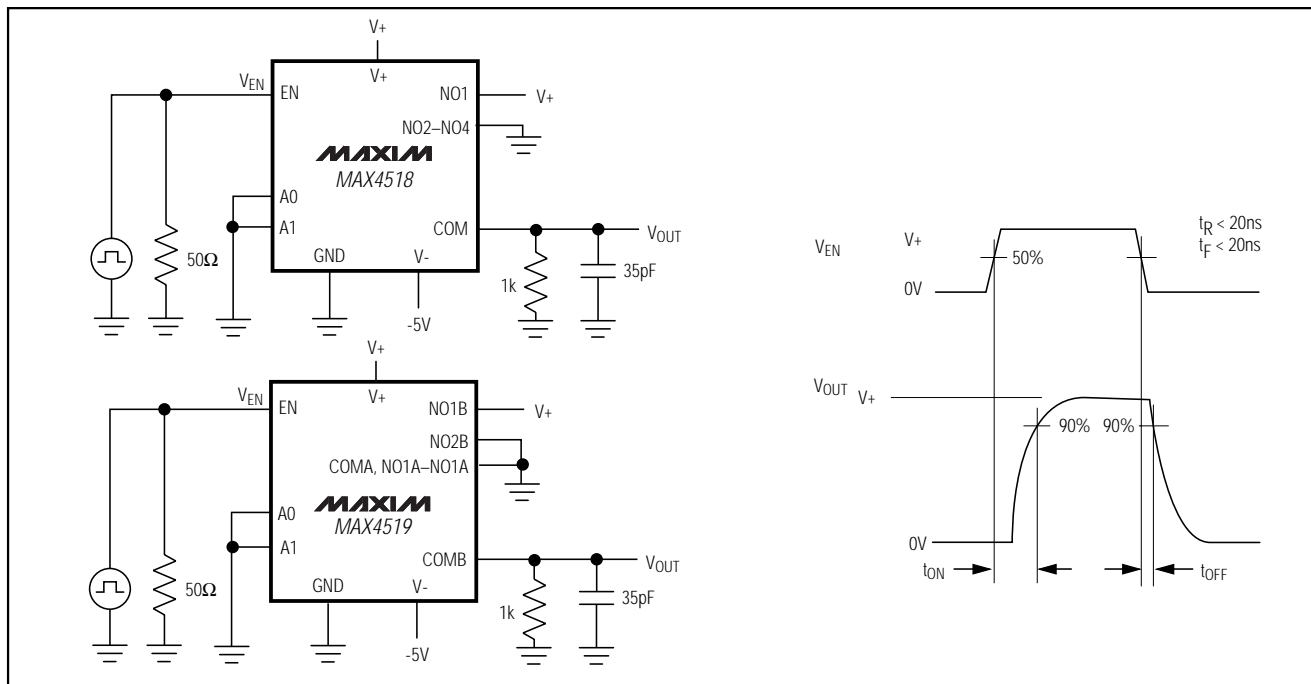 V+
V+
VEN
EN
NO1
V+
NO2–NO4
MAXIM
MAX4518
A0
A1
COM
VOUT
GND
V-
50Ω
1k
35pF
-5V
V+
V+
VEN
EN
NO1B
V+
NO2B
COMA, NO1A–NO1A
MAXIM
MAX4519
A0
A1
COMB
VOUT
GND
V-
50Ω
1k
35pF
-5V
VEN
V+
50%
0V
tR < 20ns
tF < 20ns
VOUT
V+
90%
90%
0V
tON
tOFF